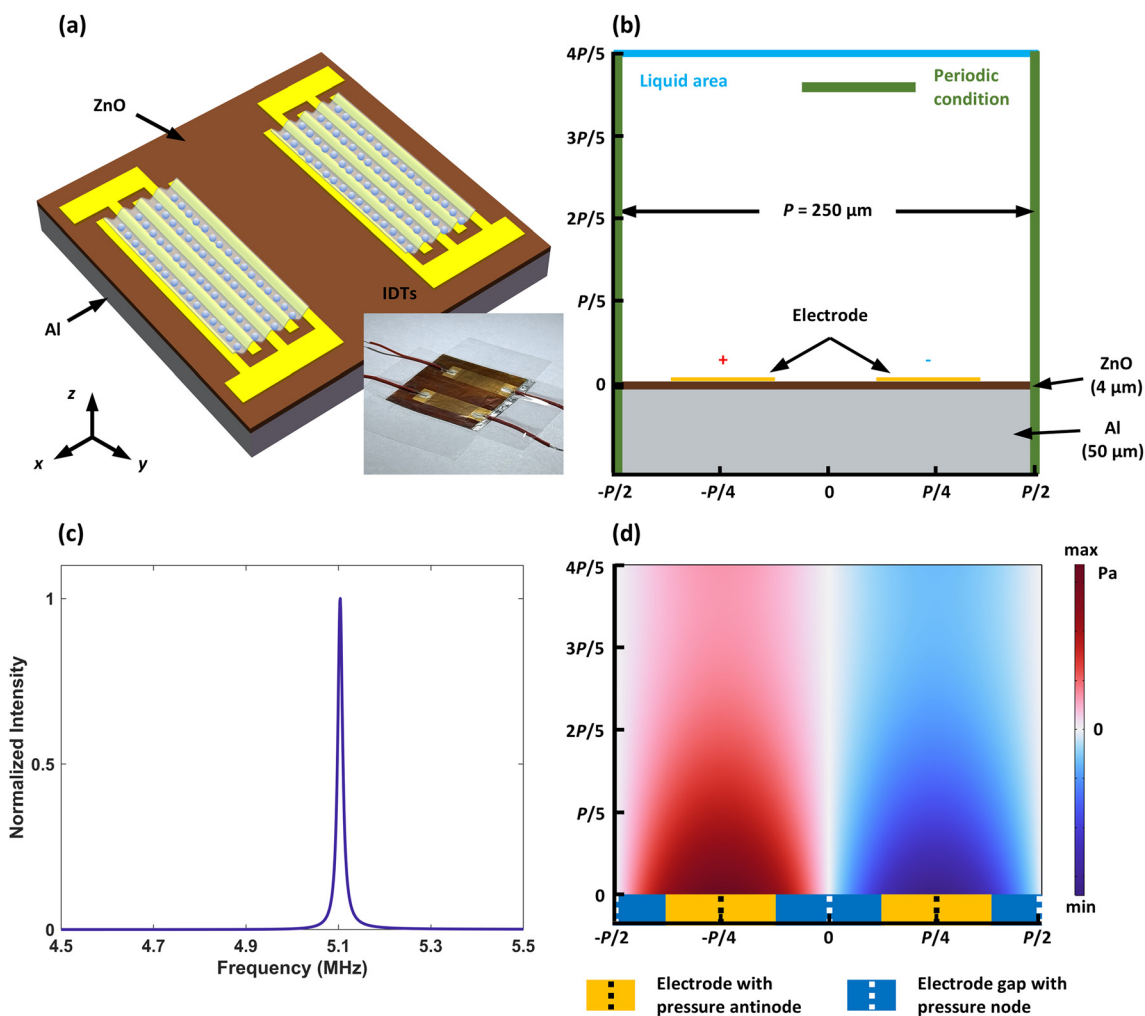 (a)
ZnO
Al
IDTs
z
x
y
(b)
4P/5
3P/5
2P/5
P/5
0
Liquid area
Periodic
condition
P = 250 µm
Electrode
+
-
ZnO
(4 µm)
Al
(50 µm)
-P/2
-P/4
0
P/4
P/2
(c)
Normalized Intensity
1
0.5
0
4.5
4.7
4.9
5.1
5.3
5.5
Frequency (MHz)
(d)
4P/5
3P/5
2P/5
P/5
0
-P/2
-P/4
0
P/4
P/2
max
Pa
0
min
Electrode with
pressure antinode
Electrode gap with
pressure node